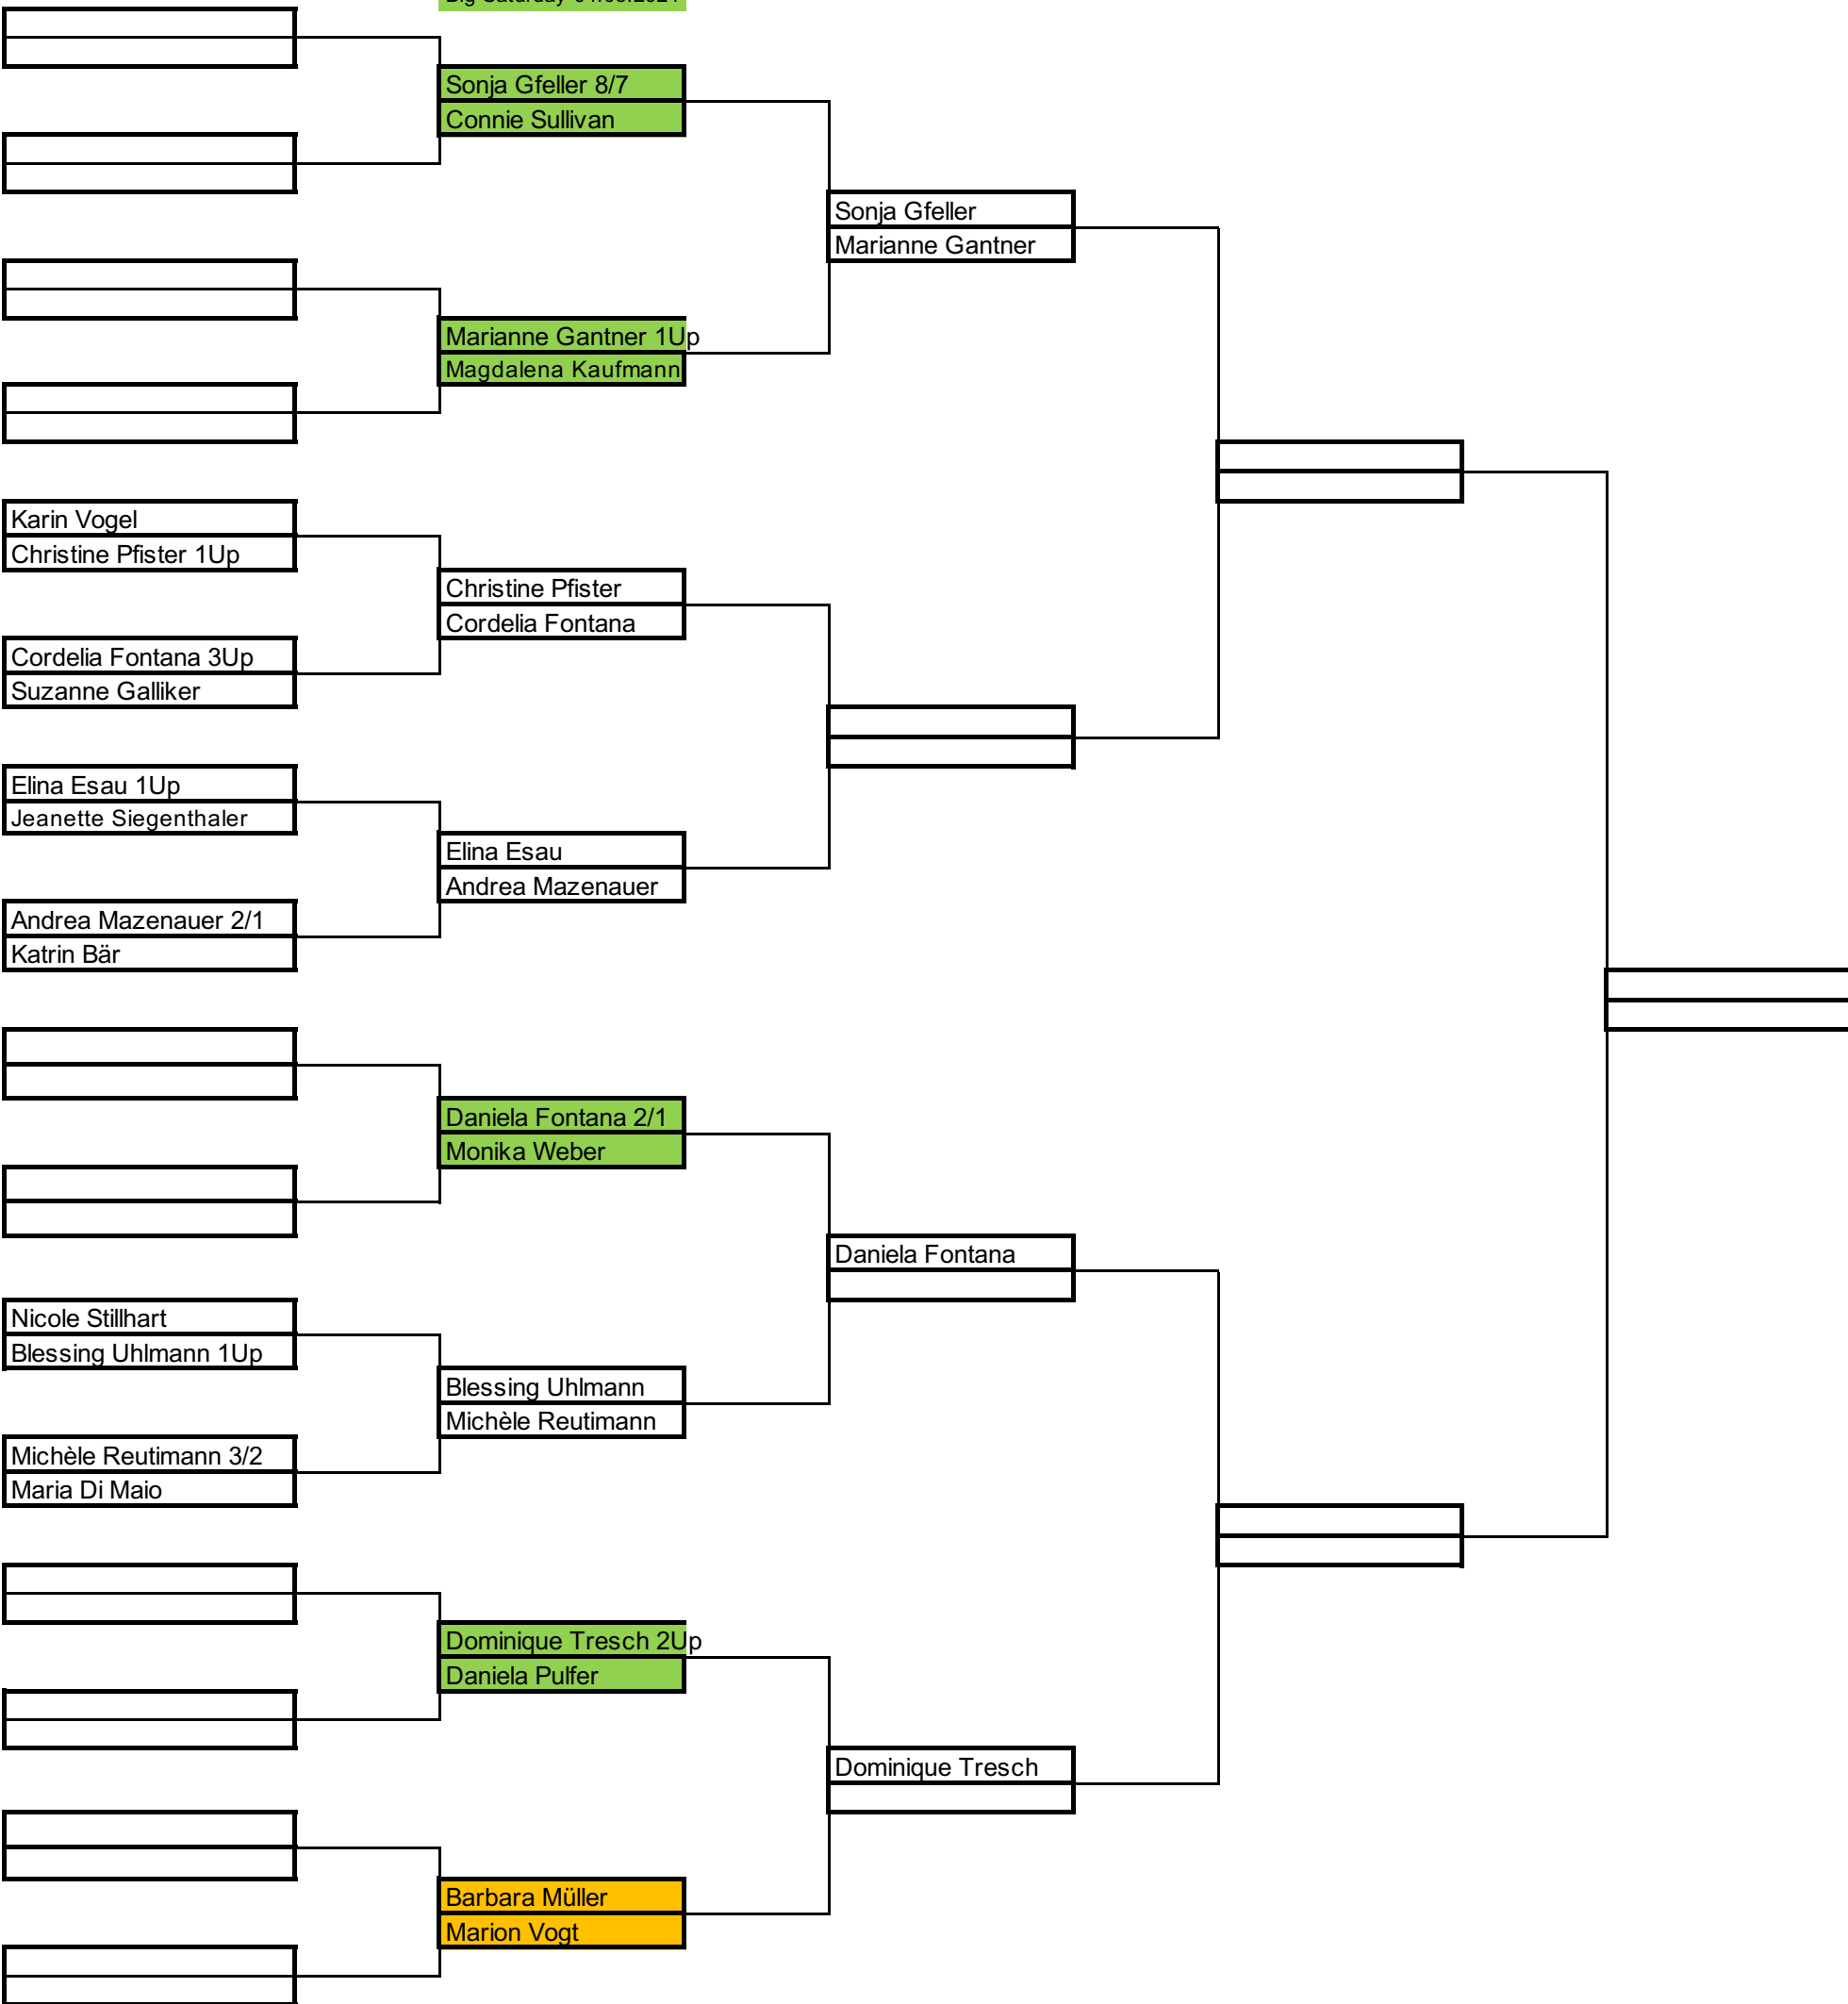 Sonja Gfeller 8/7
Connie Sullivan
Sonja Gfeller
Marianne Gantner
Marianne Gantner 1Up
Magdalena Kaufmann
Karin Vogel
Christine Pfister 1Up
Christine Pfister
Cordelia Fontana
Cordelia Fontana 3Up
Suzanne Galliker
Elina Esau 1Up
Jeanette Siegenthaler
Elina Esau
Andrea Mazenauer
Andrea Mazenauer 2/1
Katrin Bär
Daniela Fontana 2/1
Monika Weber
Daniela Fontana
Nicole Stillhart
Blessing Uhlmann 1Up
Blessing Uhlmann
Michèle Reutimann
Michèle Reutimann 3/2
Maria Di Maio
Dominique Tresch 2Up
Daniela Pulfer
Dominique Tresch
Barbara Müller
Marion Vogt